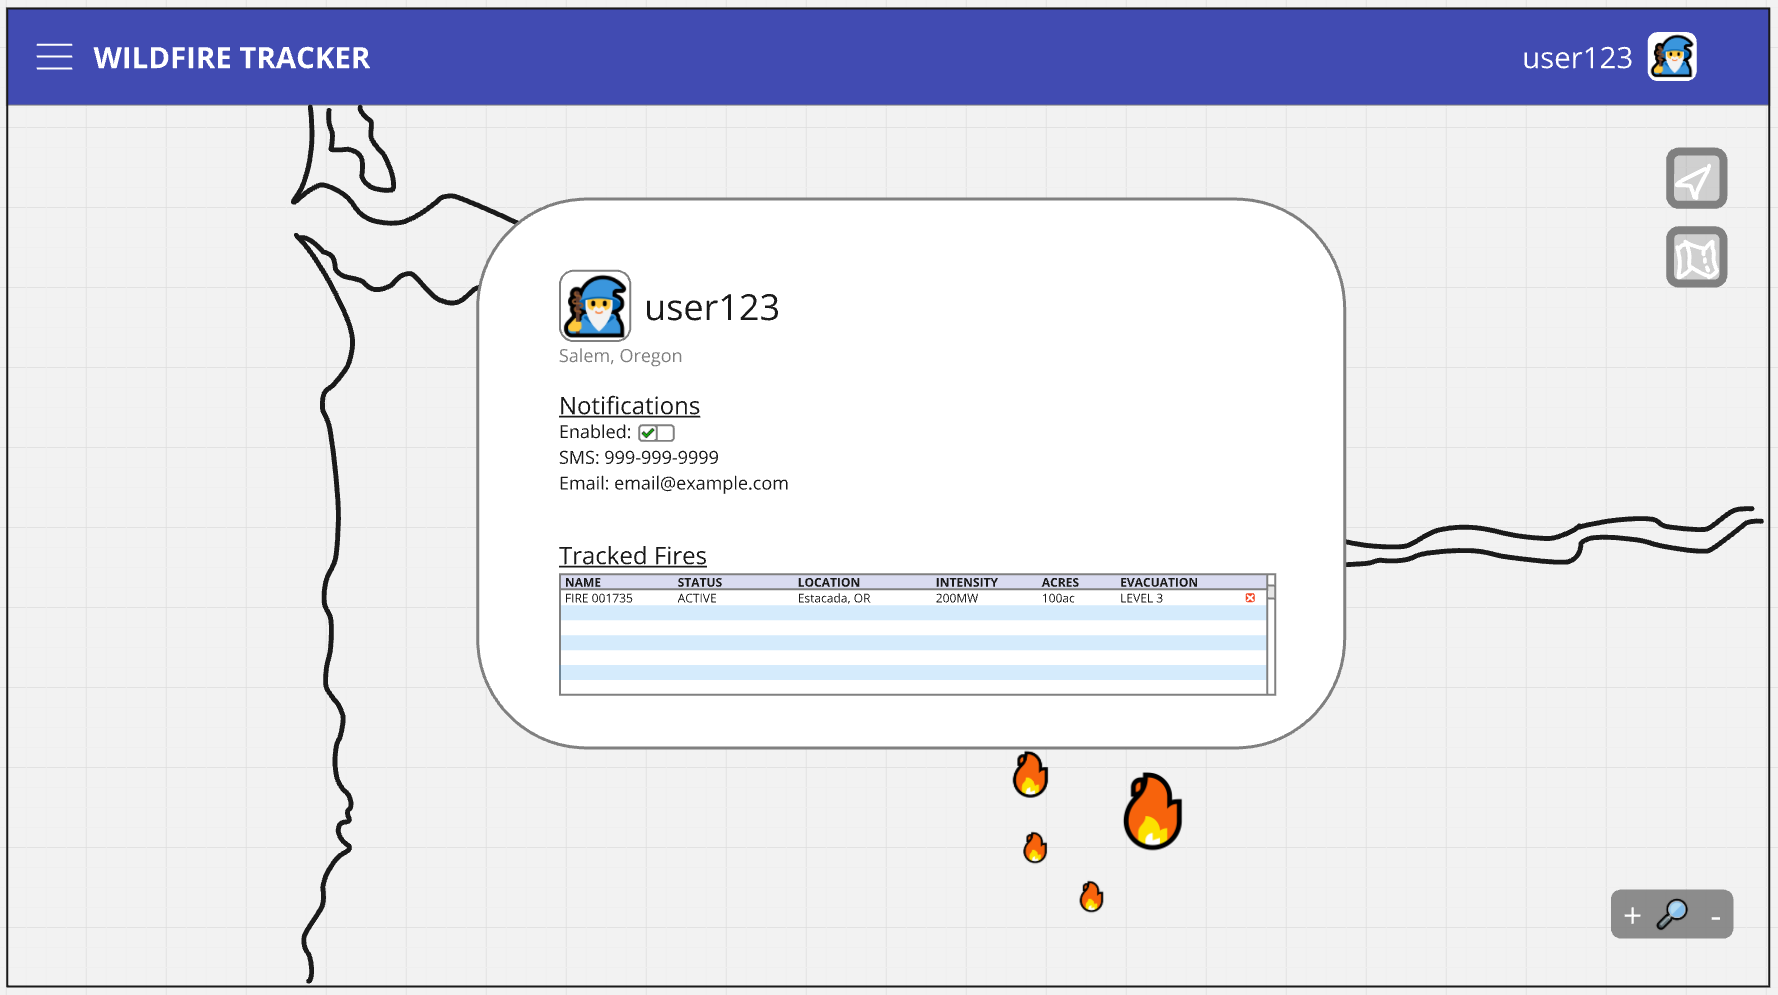 WILDFIRE TRACKER
user123
user123
Salem, Oregon
Notifications
Enabled:
SMS: 999-999-9999
Email: email@example.com
Tracked Fires
NAME STATUS LOCATION INTENSITY ACRES EVACUATION
FIRE 001735 ACTIVE Estacada, OR 200MW 100ac LEVEL 3
+ -